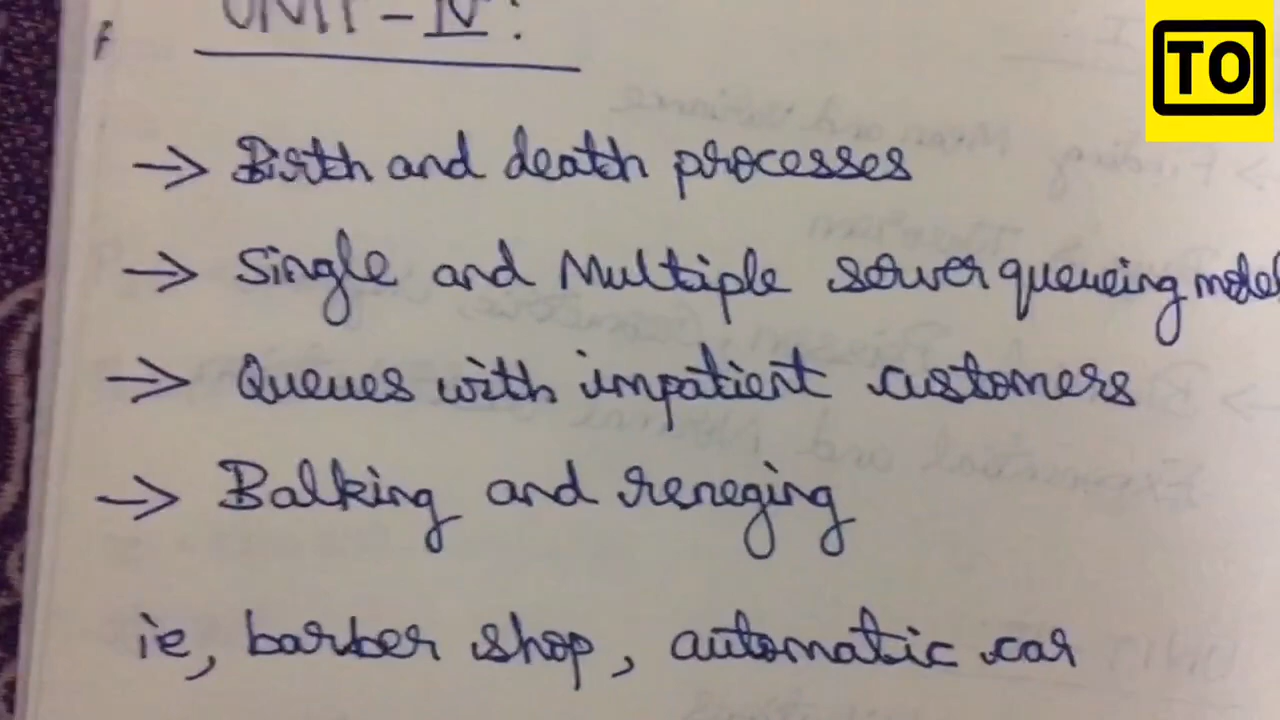 UNIT - IV :
TO
→ Birth and death processes
→ Single and Multiple server queueing model
→ Queues with impatient customers
→ Balking and reneging
ie, barber shop, automatic car